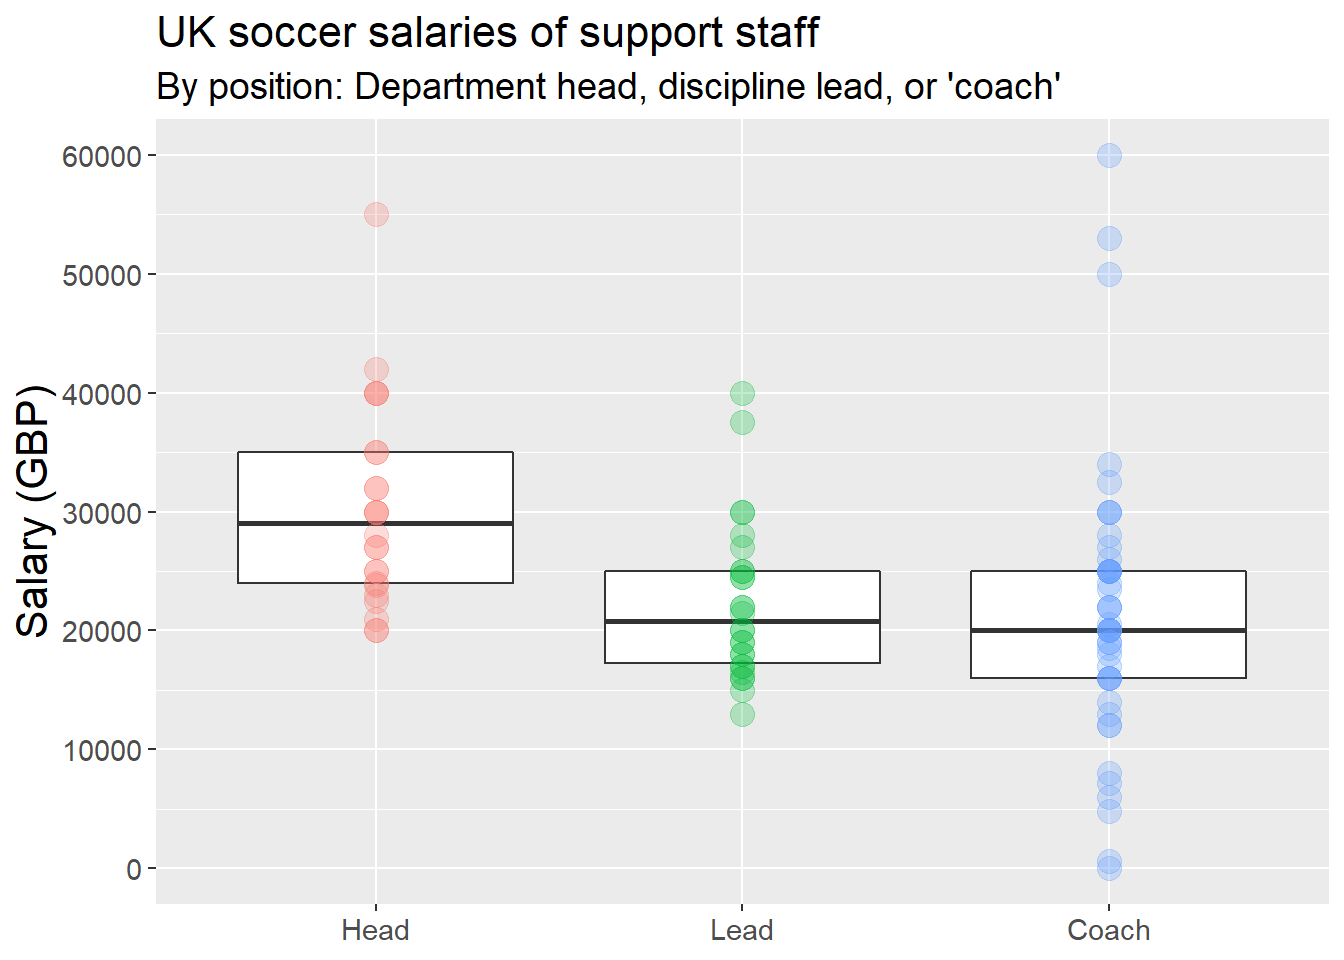 UK soccer salaries of support staff
By position: Department head, discipline lead, or 'coach'
Salary (GBP)
60000
50000
40000
30000
20000
10000
0
Head
Lead
Coach